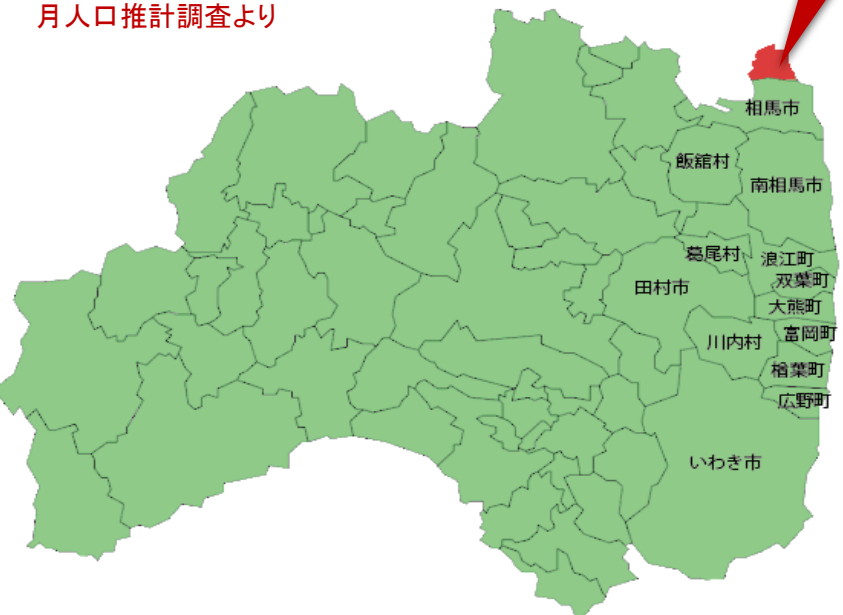 月人口推計調査より
相馬市
飯舘村
南相馬市
葛尾村
浪江町
双葉町
田村市
大熊町
富岡町
川内村
楢葉町
広野町
いわき市